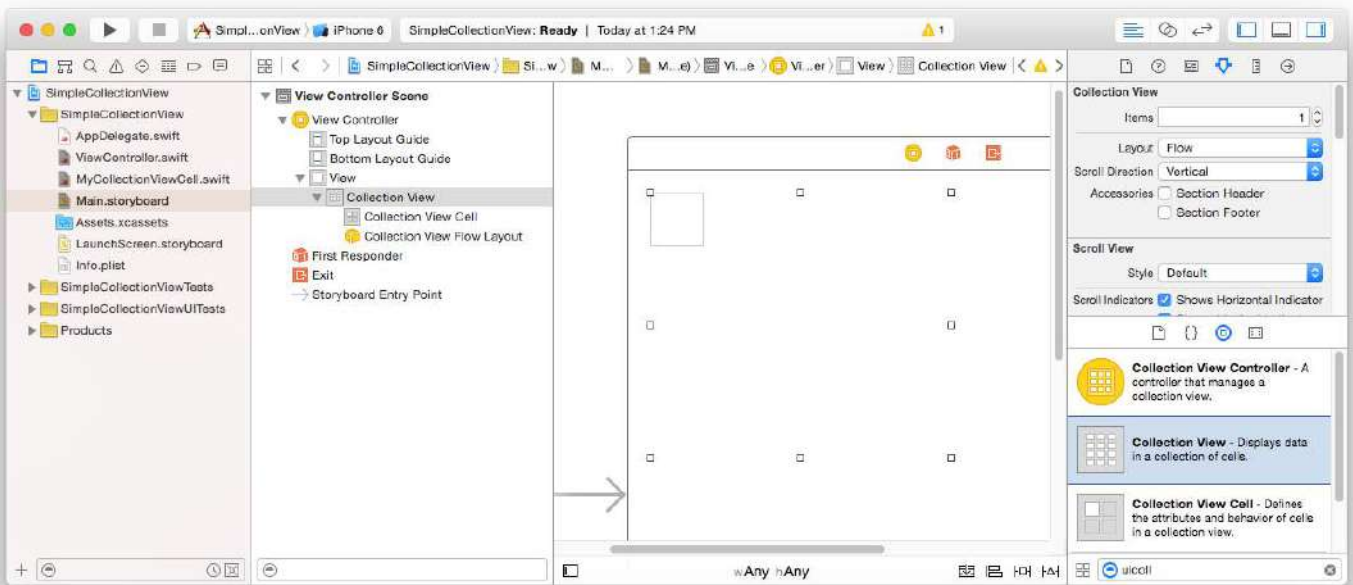 Simpl...onView
iPhone 6
SimpleCollectionView: Ready | Today at 1:24 PM
1
SimpleCollectionView
Si...w
M...
M...e)
Vi...e
Vi...er
View
Collection View
SimpleCollectionView
SimpleCollectionView
AppDelegate.swift
ViewController.swift
MyCollectionViewCell.swift
Main.storyboard
Assets.xcassets
LaunchScreen.storyboard
Info.plist
SimpleCollectionViewTests
SimpleCollectionViewUITests
Products
View Controller Scene
View Controller
Top Layout Guide
Bottom Layout Guide
View
Collection View
Collection View Cell
Collection View Flow Layout
First Responder
Exit
Storyboard Entry Point
wAny hAny
Collection View
Items 1
Layout Flow
Scroll Direction Vertical
Accessories Section Header
Section Footer
Scroll View
Style Default
Scroll Indicators Shows Horizontal Indicator
Collection View Controller - A
controller that manages a
collection view.
Collection View - Displays data
in a collection of cells.
Collection View Cell - Defines
the attributes and behavior of cells
in a collection view.
uicoll